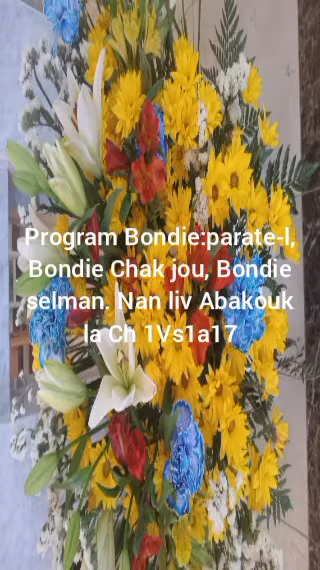 Program Bondie:parate-l,
Bondie Chak jou, Bondie
selman. Nan liv Abakouk
la Ch 1Vs1a17